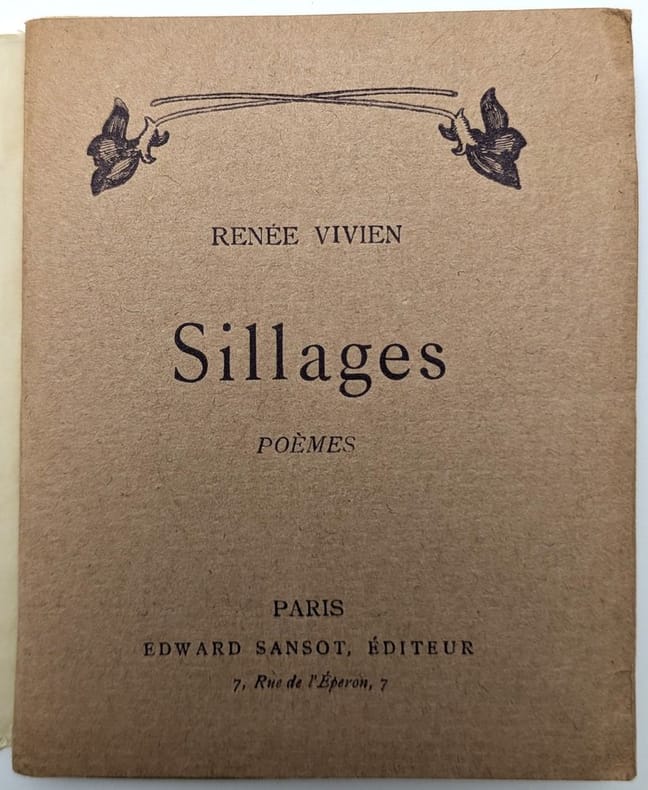 RENÉE VIVIEN
Sillages
POÈMES
PARIS
EDWARD SANSOT, ÉDITEUR
7, Rue de l'Éperon, 7